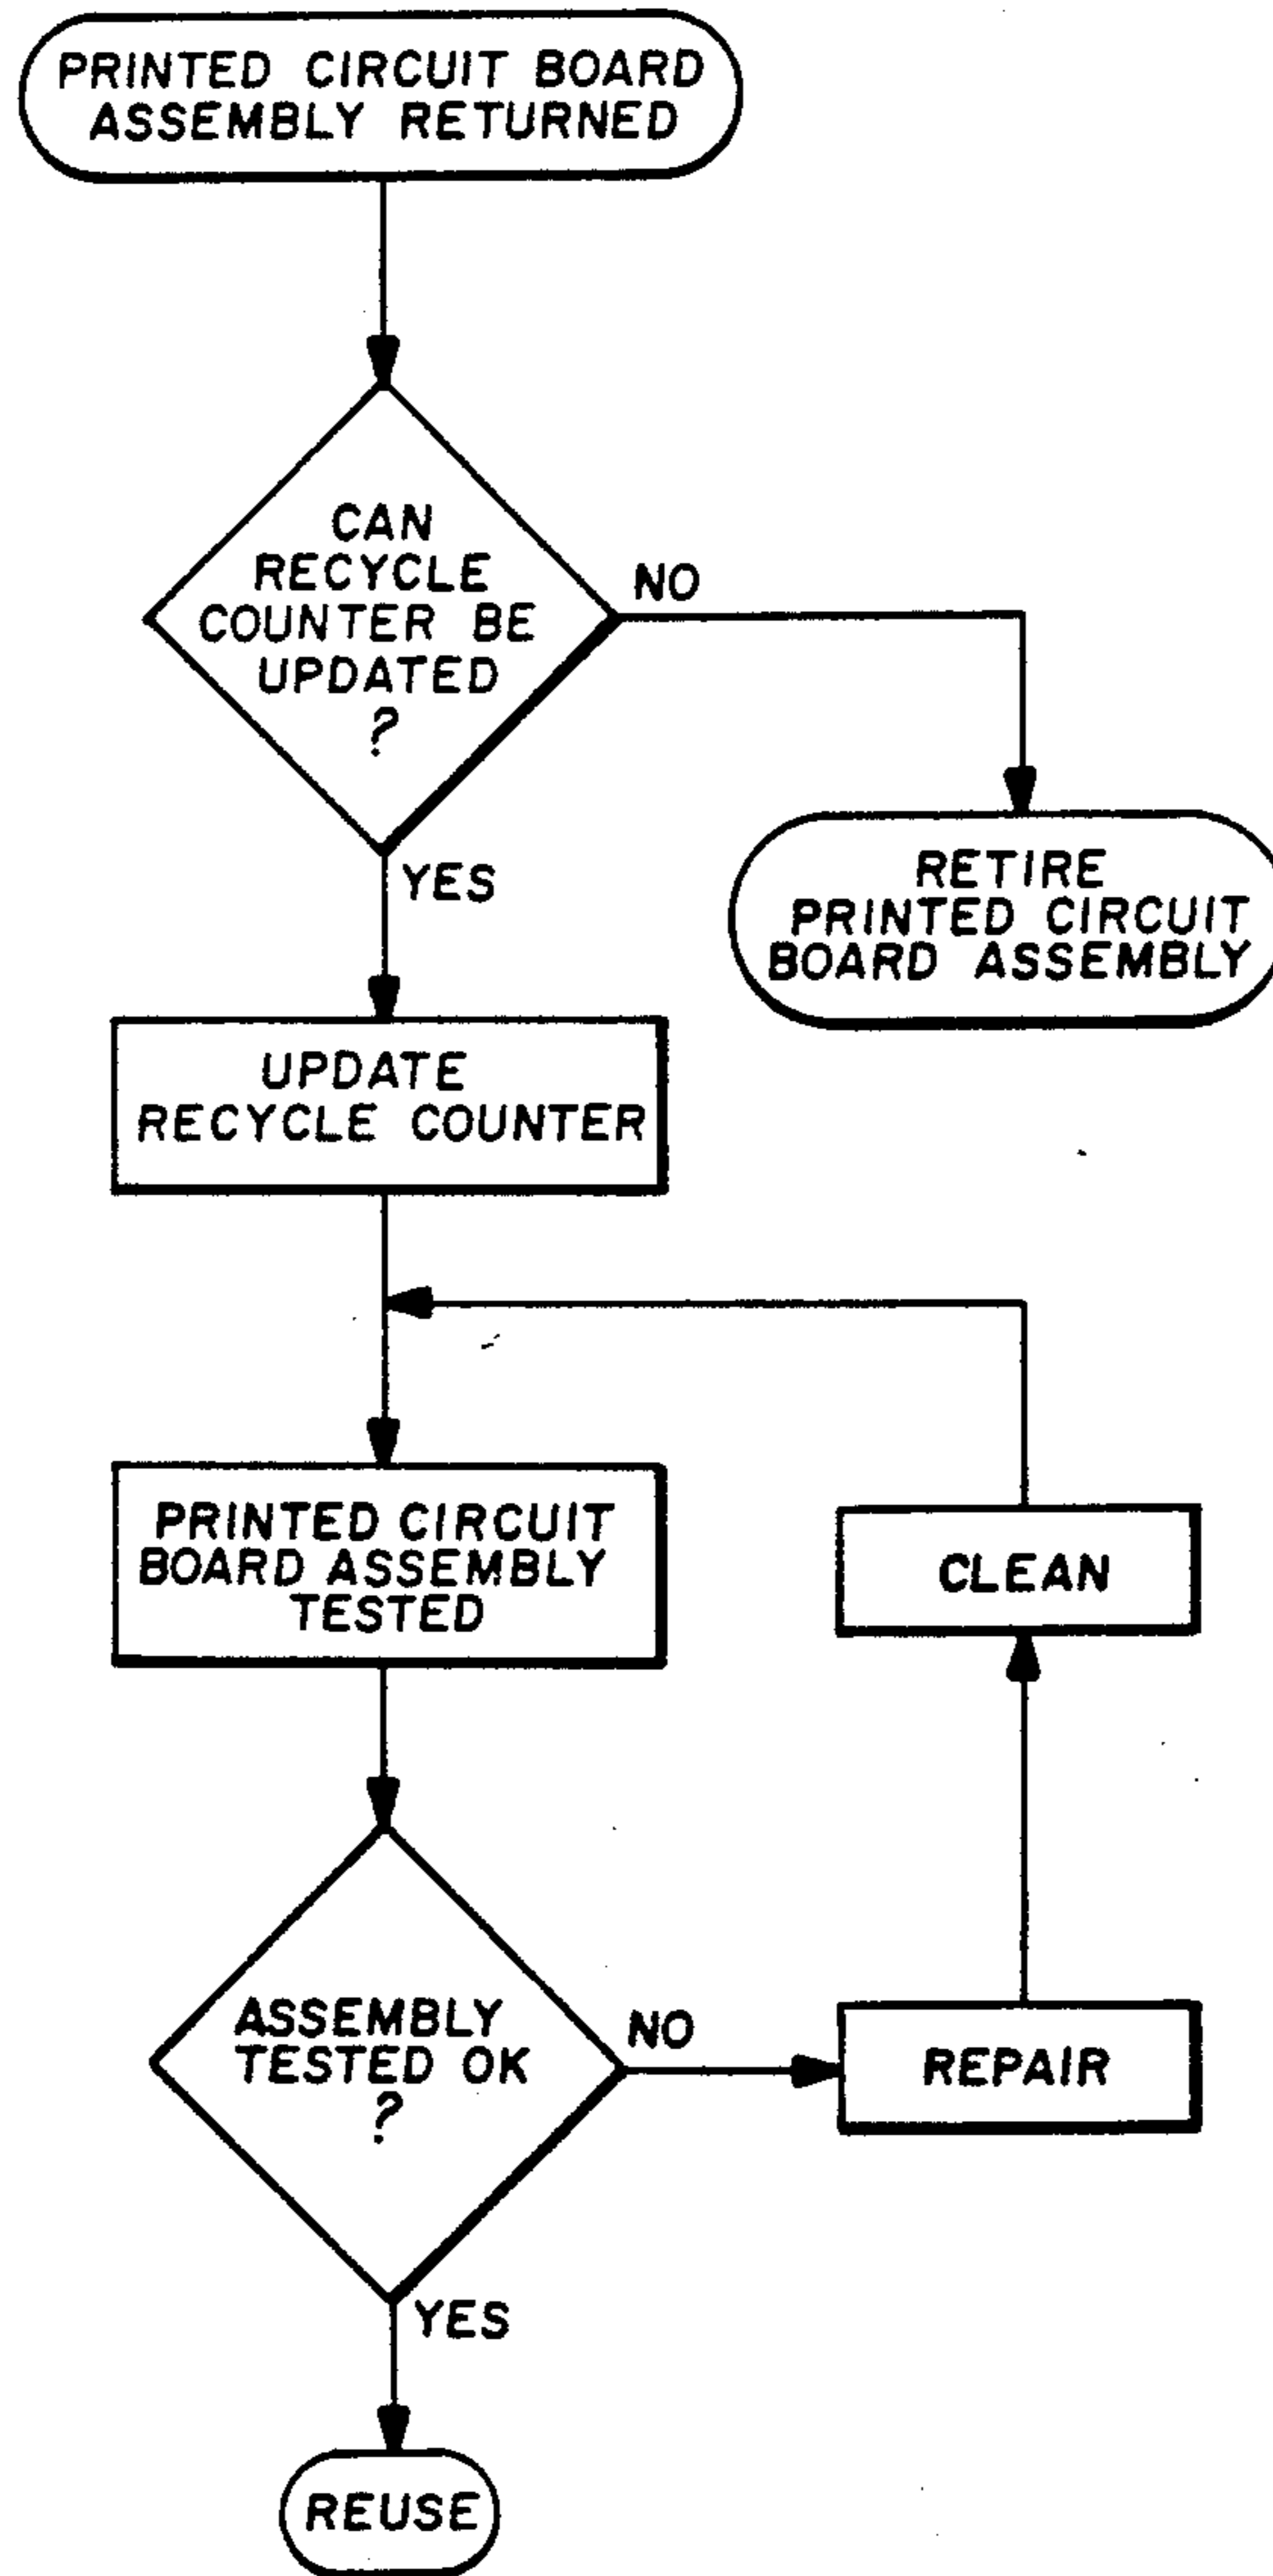 PRINTED CIRCUIT BOARD
ASSEMBLY RETURNED
CAN
RECYCLE
COUNTER BE
UPDATED
?
NO
YES
RETIRE
PRINTED CIRCUIT
BOARD ASSEMBLY
UPDATE
RECYCLE COUNTER
PRINTED CIRCUIT
BOARD ASSEMBLY
TESTED
CLEAN
ASSEMBLY
TESTED OK
?
NO
REPAIR
YES
REUSE